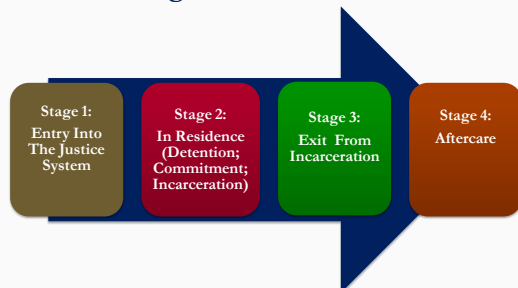 Stage 1:
Entry Into
The Justice
System
Stage 2:
In Residence
(Detention;
Commitment;
Incarceration)
Stage 3:
Exit From
Incarceration
Stage 4:
Aftercare